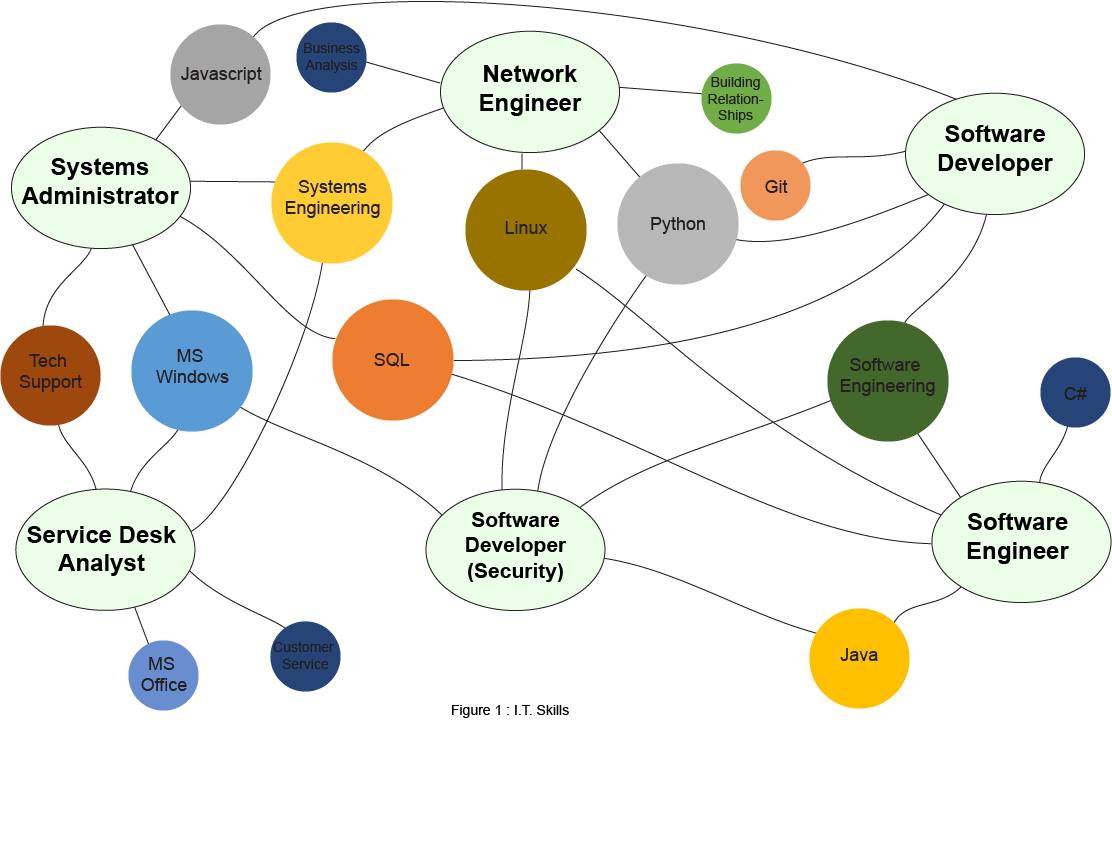 Javascript
Business
Analysis
Network
Engineer
Building
Relation-
Ships
Software
Developer
Systems
Administrator
Systems
Engineering
Linux
Python
Git
Tech
Support
MS
Windows
SQL
Software
Engineering
C#
Service Desk
Analyst
Software
Developer
(Security)
Software
Engineer
MS
Office
Customer
Service
Java
Figure 1 : I.T. Skills